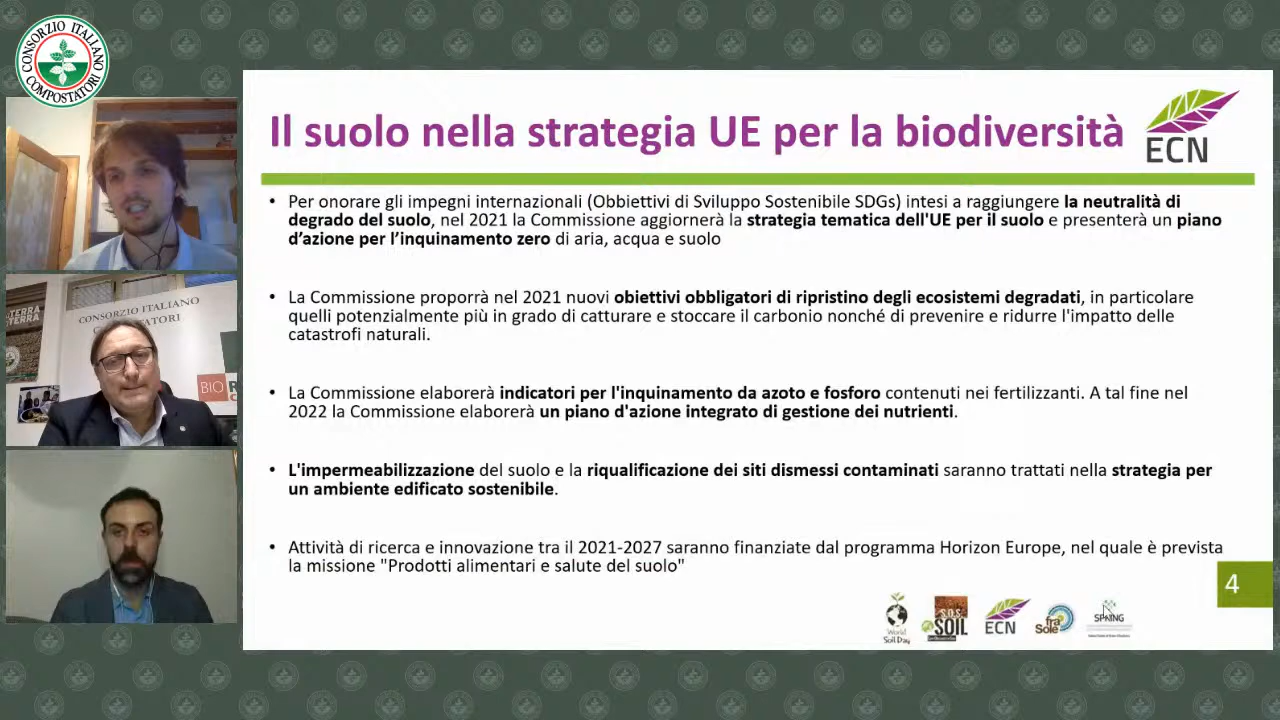 CONSORZIO ITALIANO
COMPOSTATORI
Il suolo nella strategia UE per la biodiversità
ECN
• Per onorare gli impegni internazionali (Obbiettivi di Sviluppo Sostenibile SDGs) intesi a raggiungere la neutralità di
degrado del suolo, nel 2021 la Commissione aggiornerà la strategia tematica dell'UE per il suolo e presenterà un piano
d’azione per l’inquinamento zero di aria, acqua e suolo
• La Commissione proporrà nel 2021 nuovi obiettivi obbligatori di ripristino degli ecosistemi degradati, in particolare
quelli potenzialmente più in grado di catturare e stoccare il carbonio nonché di prevenire e ridurre l'impatto delle
catastrofi naturali.
• La Commissione elaborerà indicatori per l'inquinamento da azoto e fosforo contenuti nei fertilizzanti. A tal fine nel
2022 la Commissione elaborerà un piano d'azione integrato di gestione dei nutrienti.
• L'impermeabilizzazione del suolo e la riqualificazione dei siti dismessi contaminati saranno trattati nella strategia per
un ambiente edificato sostenibile.
• Attività di ricerca e innovazione tra il 2021-2027 saranno finanziate dal programma Horizon Europe, nel quale è prevista
la missione "Prodotti alimentari e salute del suolo"
4
World
Soil Day
S.O.S
SOIL
ECN
fra
Sole
SPRING
CONSORZIO ITALIANO
COMPOSTATORI
TERRA
BIO